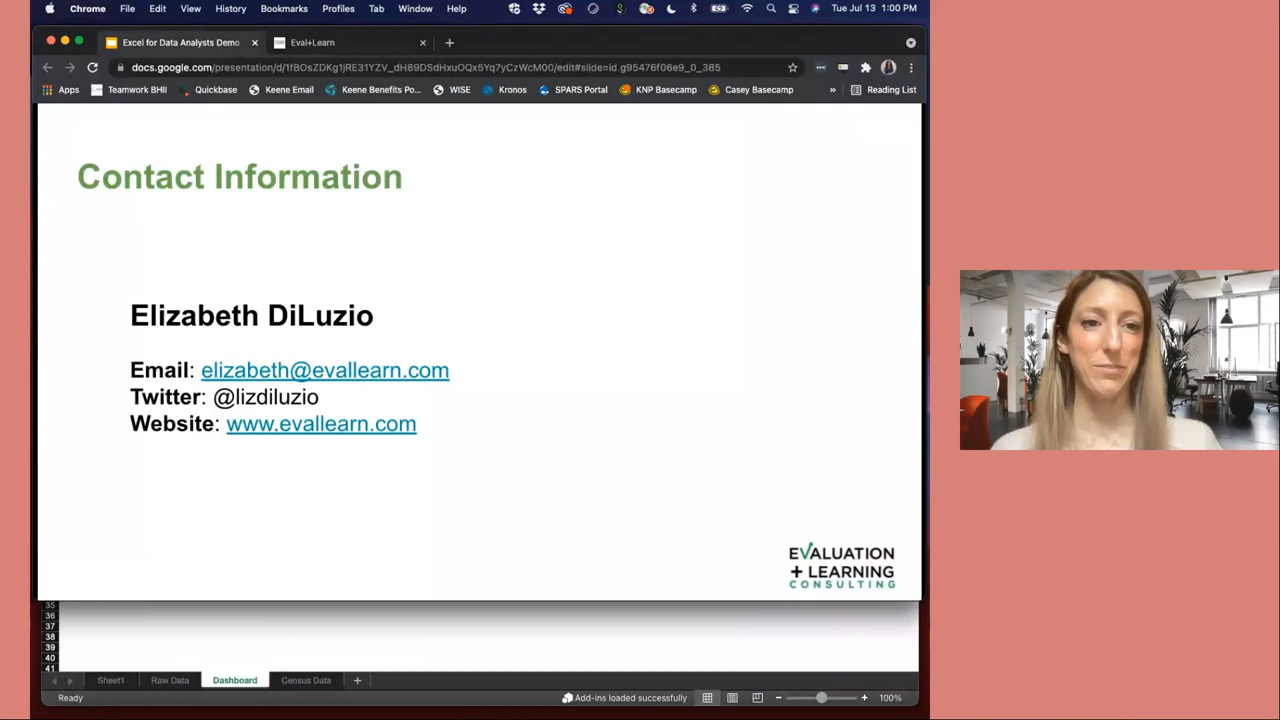 Chrome File Edit View History Bookmarks Profiles Tab Window Help Tue Jul 13 1:00 PM
Excel for Data Analysts Demo
Eval+Learn
docs.google.com/presentation/d/1fBOsZDKg1jRE31YZV_dH89DSdHxuOQx5Yq7yCzWcM00/edit#slide=id.g95476f06e9_0_385
Apps Teamwork BHII Quickbase Keene Email Keene Benefits Po... WISE Kronos SPARS Portal KNP Basecamp Casey Basecamp » Reading List
Contact Information
Elizabeth DiLuzio
Email: elizabeth@evallearn.com
Twitter: @lizdiluzio
Website: www.evallearn.com
EVALUATION
+ LEARNING
CONSULTING
35
36
37
38
39
40
41
Sheet1 Raw Data Dashboard Census Data +
Ready Add-ins loaded successfully 100%